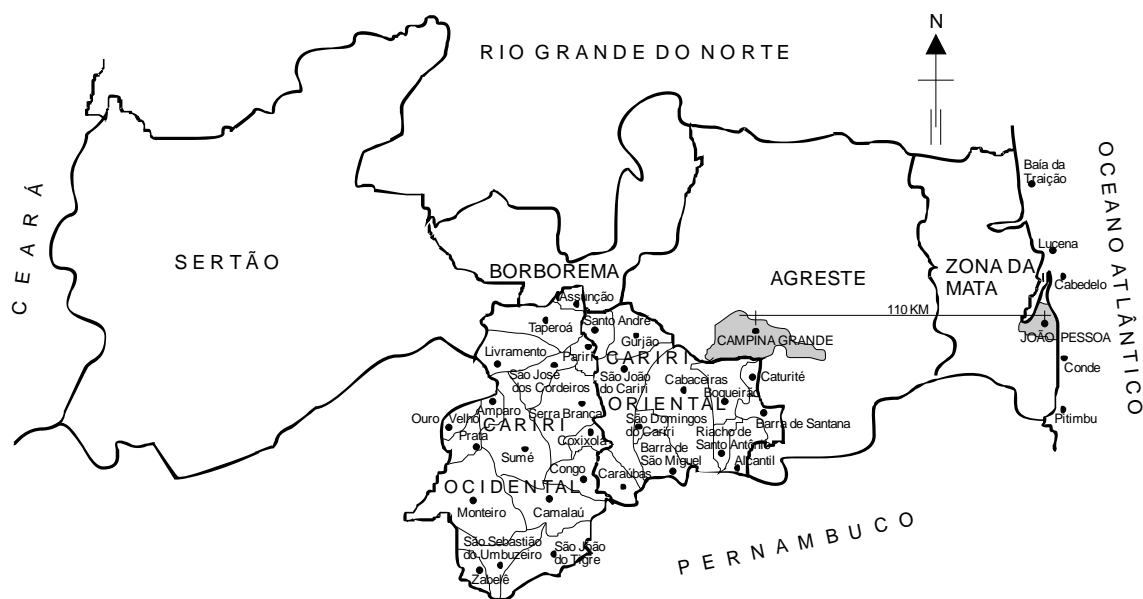 N
RIO GRANDE DO NORTE
OCEANO ATLÂNTICO
CEARÁ
Baía da
Traição
Lucena
SERTÃO
BORBOREMA
AGRESTE
ZONA DA
MATA
Cabedelo
Assunção
110 KM
Taperoá
Santo André
Gurjão
CAMPINA GRANDE
JOÃO PESSOA
Livramento
Pariri
CARIRI
ORIENTAL
Conde
São José
dos Cordeiros
São João
do Cariri
Cabaceiras
Caturité
Boqueirão
Ouro Velho
Amparo
Serra Branca
CARIRI
OCIDENTAL
São Domingos
do Cariri
Riacho de
Santo Antônio
Barra de Santana
Pitimbu
Prata
Sumé
Coxixola
Barra de
São Miguel
Alcantil
Congo
Caraúbas
Monteiro
Camalaú
São Sebastião
do Umbuzeiro
São João
do Tigre
Zabelê
PERNAMBUCO